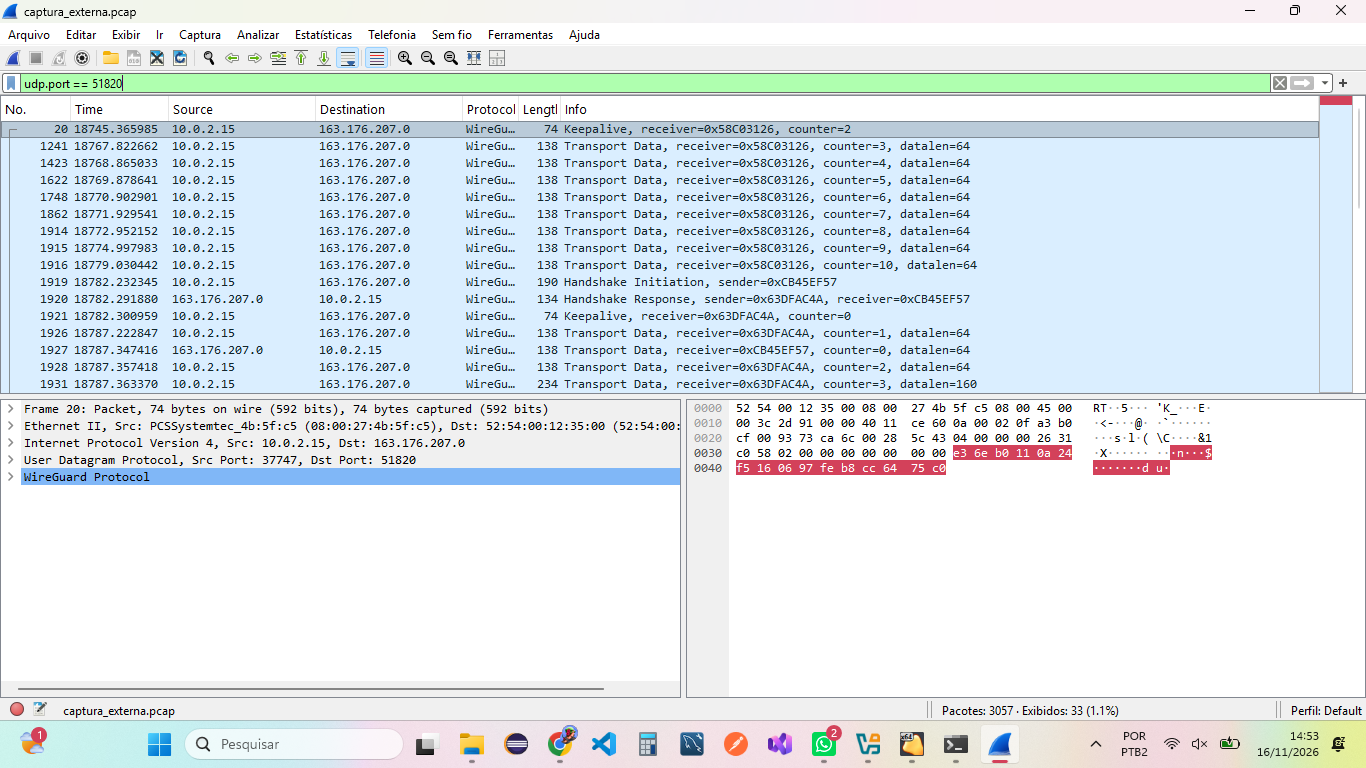 captura_externa.pcap
Arquivo Editar Exibir Ir Captura Analizar Estatísticas Telefonia Sem fio Ferramentas Ajuda
udp.port == 51820
No. Time Source Destination Protocol Lengtl Info
20 18745.365985 10.0.2.15 163.176.207.0 WireGu… 74 Keepalive, receiver=0x58C03126, counter=2
1241 18767.822662 10.0.2.15 163.176.207.0 WireGu… 138 Transport Data, receiver=0x58C03126, counter=3, datalen=64
1423 18768.865033 10.0.2.15 163.176.207.0 WireGu… 138 Transport Data, receiver=0x58C03126, counter=4, datalen=64
1622 18769.878641 10.0.2.15 163.176.207.0 WireGu… 138 Transport Data, receiver=0x58C03126, counter=5, datalen=64
1748 18770.902901 10.0.2.15 163.176.207.0 WireGu… 138 Transport Data, receiver=0x58C03126, counter=6, datalen=64
1862 18771.929541 10.0.2.15 163.176.207.0 WireGu… 138 Transport Data, receiver=0x58C03126, counter=7, datalen=64
1914 18772.952152 10.0.2.15 163.176.207.0 WireGu… 138 Transport Data, receiver=0x58C03126, counter=8, datalen=64
1915 18774.997983 10.0.2.15 163.176.207.0 WireGu… 138 Transport Data, receiver=0x58C03126, counter=9, datalen=64
1916 18779.030442 10.0.2.15 163.176.207.0 WireGu… 138 Transport Data, receiver=0x58C03126, counter=10, datalen=64
1919 18782.232345 10.0.2.15 163.176.207.0 WireGu… 190 Handshake Initiation, sender=0xCB45EF57
1920 18782.291880 163.176.207.0 10.0.2.15 WireGu… 134 Handshake Response, sender=0x63DFAC4A, receiver=0xCB45EF57
1921 18782.300959 10.0.2.15 163.176.207.0 WireGu… 74 Keepalive, receiver=0x63DFAC4A, counter=0
1926 18787.222847 10.0.2.15 163.176.207.0 WireGu… 138 Transport Data, receiver=0x63DFAC4A, counter=1, datalen=64
1927 18787.347416 163.176.207.0 10.0.2.15 WireGu… 138 Transport Data, receiver=0xCB45EF57, counter=0, datalen=64
1928 18787.357418 10.0.2.15 163.176.207.0 WireGu… 138 Transport Data, receiver=0x63DFAC4A, counter=2, datalen=64
1931 18787.363370 10.0.2.15 163.176.207.0 WireGu… 234 Transport Data, receiver=0x63DFAC4A, counter=3, datalen=160
Frame 20: Packet, 74 bytes on wire (592 bits), 74 bytes captured (592 bits)
Ethernet II, Src: PCSSystemtec_4b:5f:c5 (08:00:27:4b:5f:c5), Dst: 52:54:00:12:35:00 (52:54:00:
Internet Protocol Version 4, Src: 10.0.2.15, Dst: 163.176.207.0
User Datagram Protocol, Src Port: 37747, Dst Port: 51820
WireGuard Protocol
0000 52 54 00 12 35 00 08 00 27 4b 5f c5 08 00 45 00 RT··5··· 'K_···E·
0010 00 3c 2d 91 00 00 40 11 ce 60 0a 00 02 0f a3 b0 ·<-···@· ·`······
0020 cf 00 93 73 ca 6c 00 28 5c 43 04 00 00 00 26 31 ···s·l·( \C····&1
0030 c0 58 02 00 00 00 00 00 00 00 e3 6e b0 11 0a 24 ·X······ ···n···$
0040 f5 16 06 97 fe b8 cc 64 75 c0 ·······d u·
captura_externa.pcap Pacotes: 3057 · Exibidos: 33 (1.1%) Perfil: Default
1 Pesquisar x64 2 POR PTB2 14:53 16/11/2026